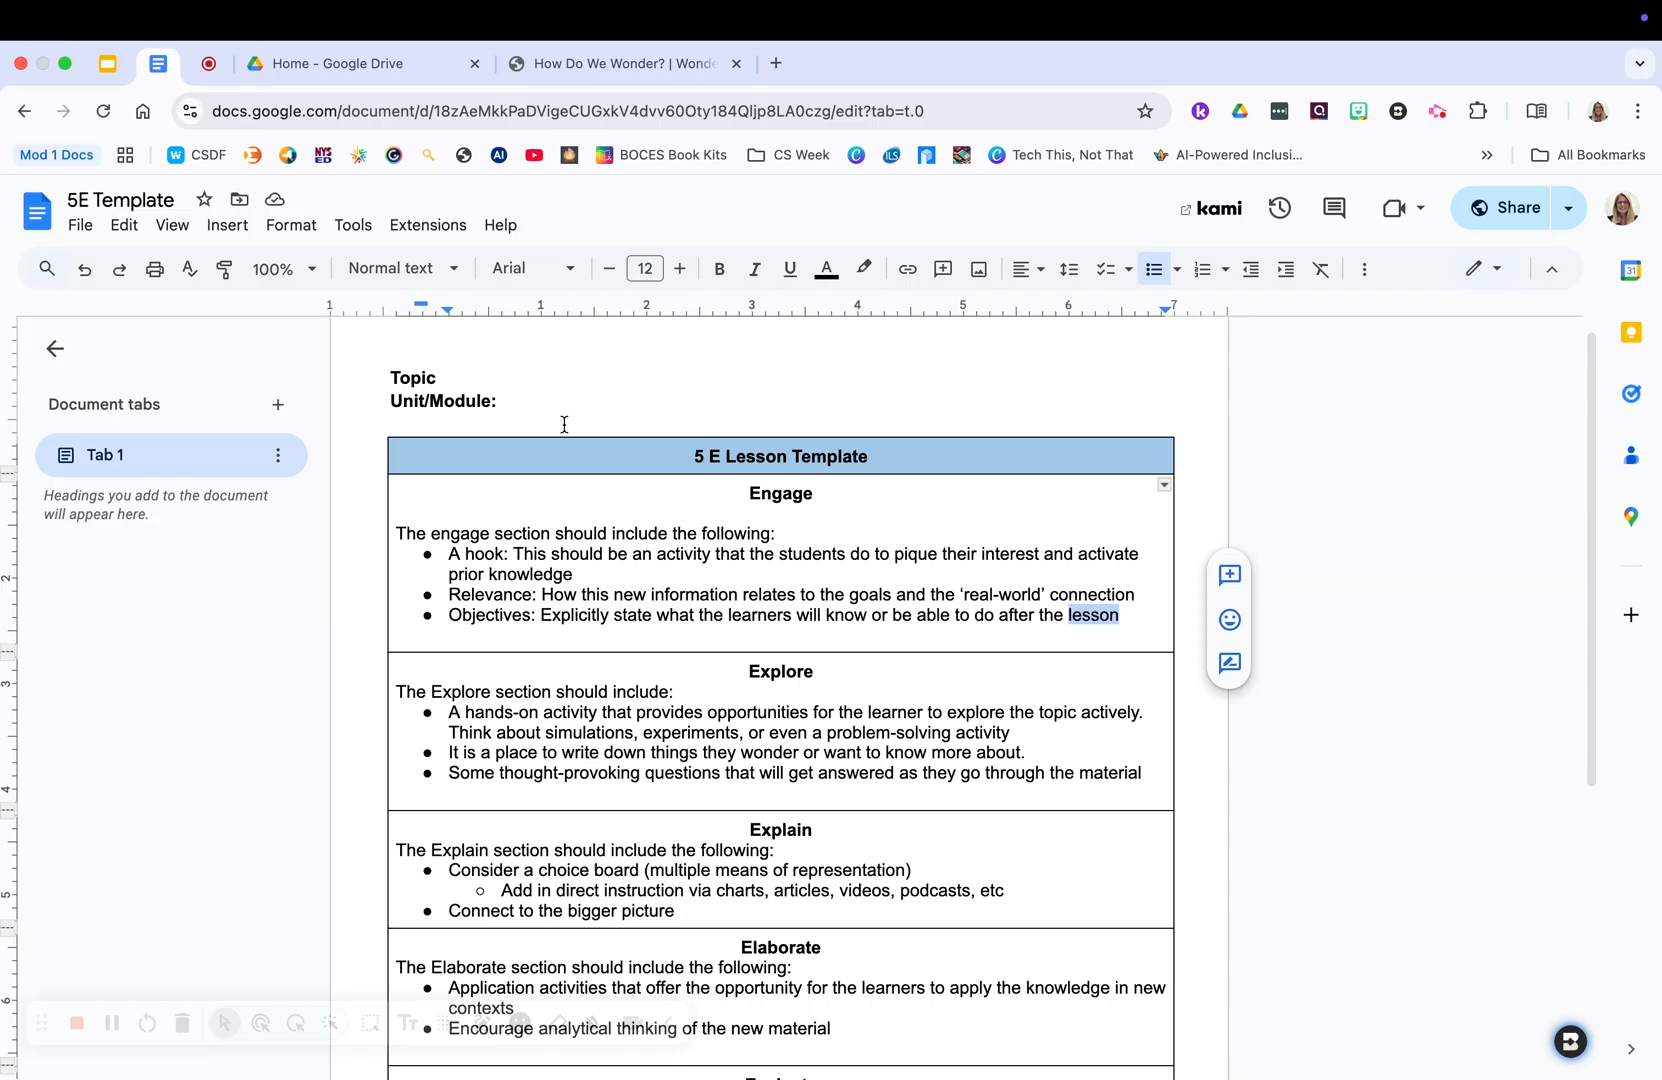 Home - Google Drive
How Do We Wonder? | Wonde
docs.google.com/document/d/18zAeMkkPaDVigeCUGxkV4dvv60Oty184Qljp8LA0czg/edit?tab=t.0
Mod 1 Docs
CSDF
BOCES Book Kits
CS Week
Tech This, Not That
AI-Powered Inclusi...
All Bookmarks
5E Template
kami
Share
File Edit View Insert Format Tools Extensions Help
100%
Normal text
Arial
12
1 1 2 3 4 5 6 7
Document tabs
Tab 1
Headings you add to the document
will appear here.
Topic
Unit/Module:
5 E Lesson Template
Engage
The engage section should include the following:
● A hook: This should be an activity that the students do to pique their interest and activate
prior knowledge
● Relevance: How this new information relates to the goals and the ‘real-world’ connection
● Objectives: Explicitly state what the learners will know or be able to do after the lesson
Explore
The Explore section should include:
● A hands-on activity that provides opportunities for the learner to explore the topic actively.
Think about simulations, experiments, or even a problem-solving activity
● It is a place to write down things they wonder or want to know more about.
● Some thought-provoking questions that will get answered as they go through the material
Explain
The Explain section should include the following:
● Consider a choice board (multiple means of representation)
○ Add in direct instruction via charts, articles, videos, podcasts, etc
● Connect to the bigger picture
Elaborate
The Elaborate section should include the following:
● Application activities that offer the opportunity for the learners to apply the knowledge in new
contexts
● Encourage analytical thinking of the new material